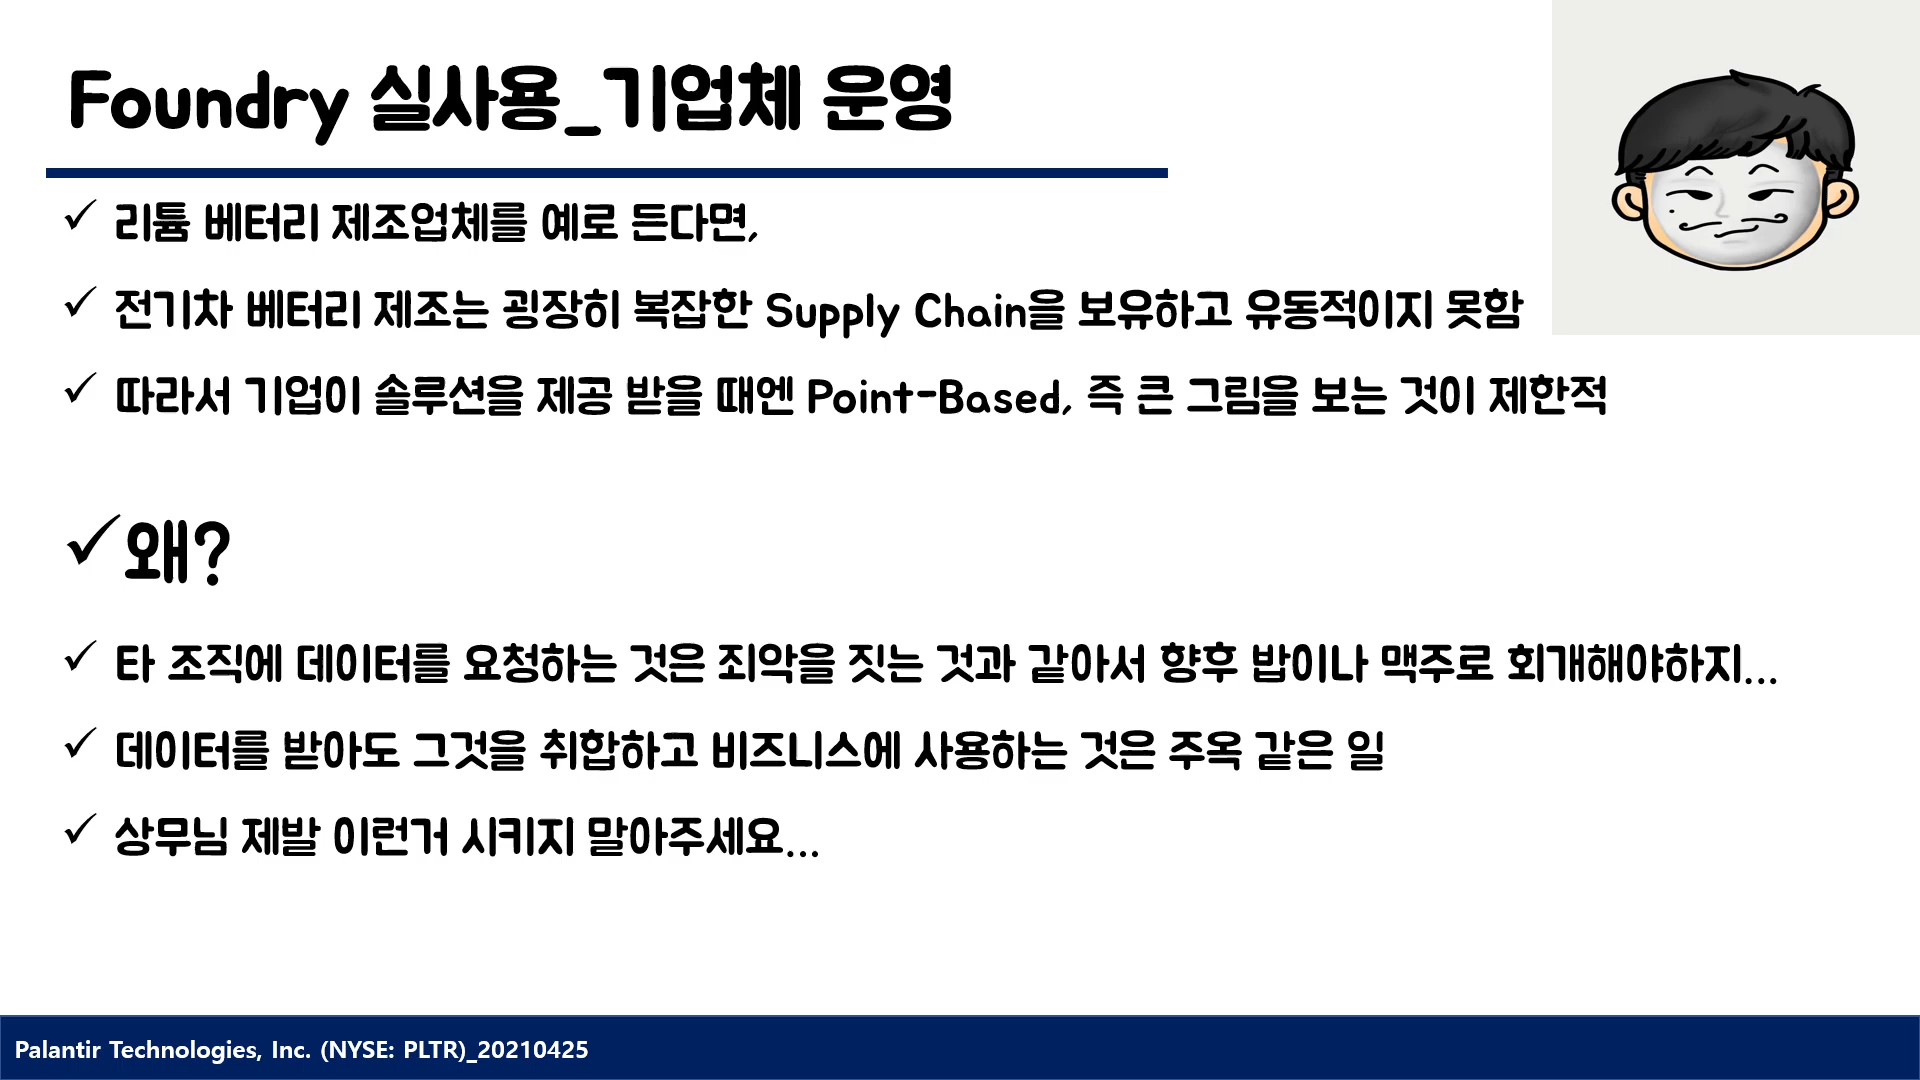 Foundry 실사용_기업체 운영
✓ 리튬 베터리 제조업체를 예로 든다면,
✓ 전기차 베터리 제조는 굉장히 복잡한 Supply Chain을 보유하고 유동적이지 못함
✓ 따라서 기업이 솔루션을 제공 받을 때엔 Point-Based, 즉 큰 그림을 보는 것이 제한적
✓왜?
✓ 타 조직에 데이터를 요청하는 것은 죄악을 짓는 것과 같아서 향후 밥이나 맥주로 회개해야하지...
✓ 데이터를 받아도 그것을 취합하고 비즈니스에 사용하는 것은 주옥 같은 일
✓ 상무님 제발 이런거 시키지 말아주세요...
Palantir Technologies, Inc. (NYSE: PLTR)_20210425